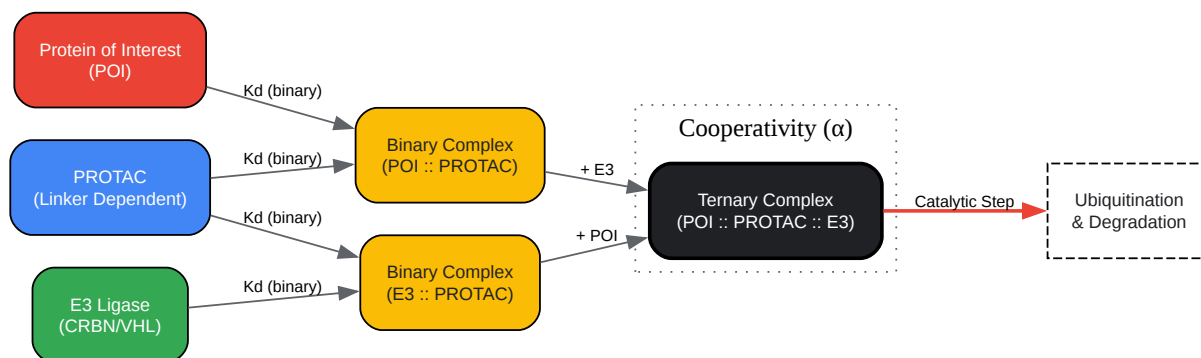 Protein of Interest
(POI)
Kd (binary)
PROTAC
(Linker Dependent)
Kd (binary)
Kd (binary)
E3 Ligase
(CRBN/VHL)
Kd (binary)
Binary Complex
(POI :: PROTAC)
Binary Complex
(E3 :: PROTAC)
+ E3
+ POI
Cooperativity (α)
Ternary Complex
(POI :: PROTAC :: E3)
Catalytic Step
Ubiquitination
& Degradation